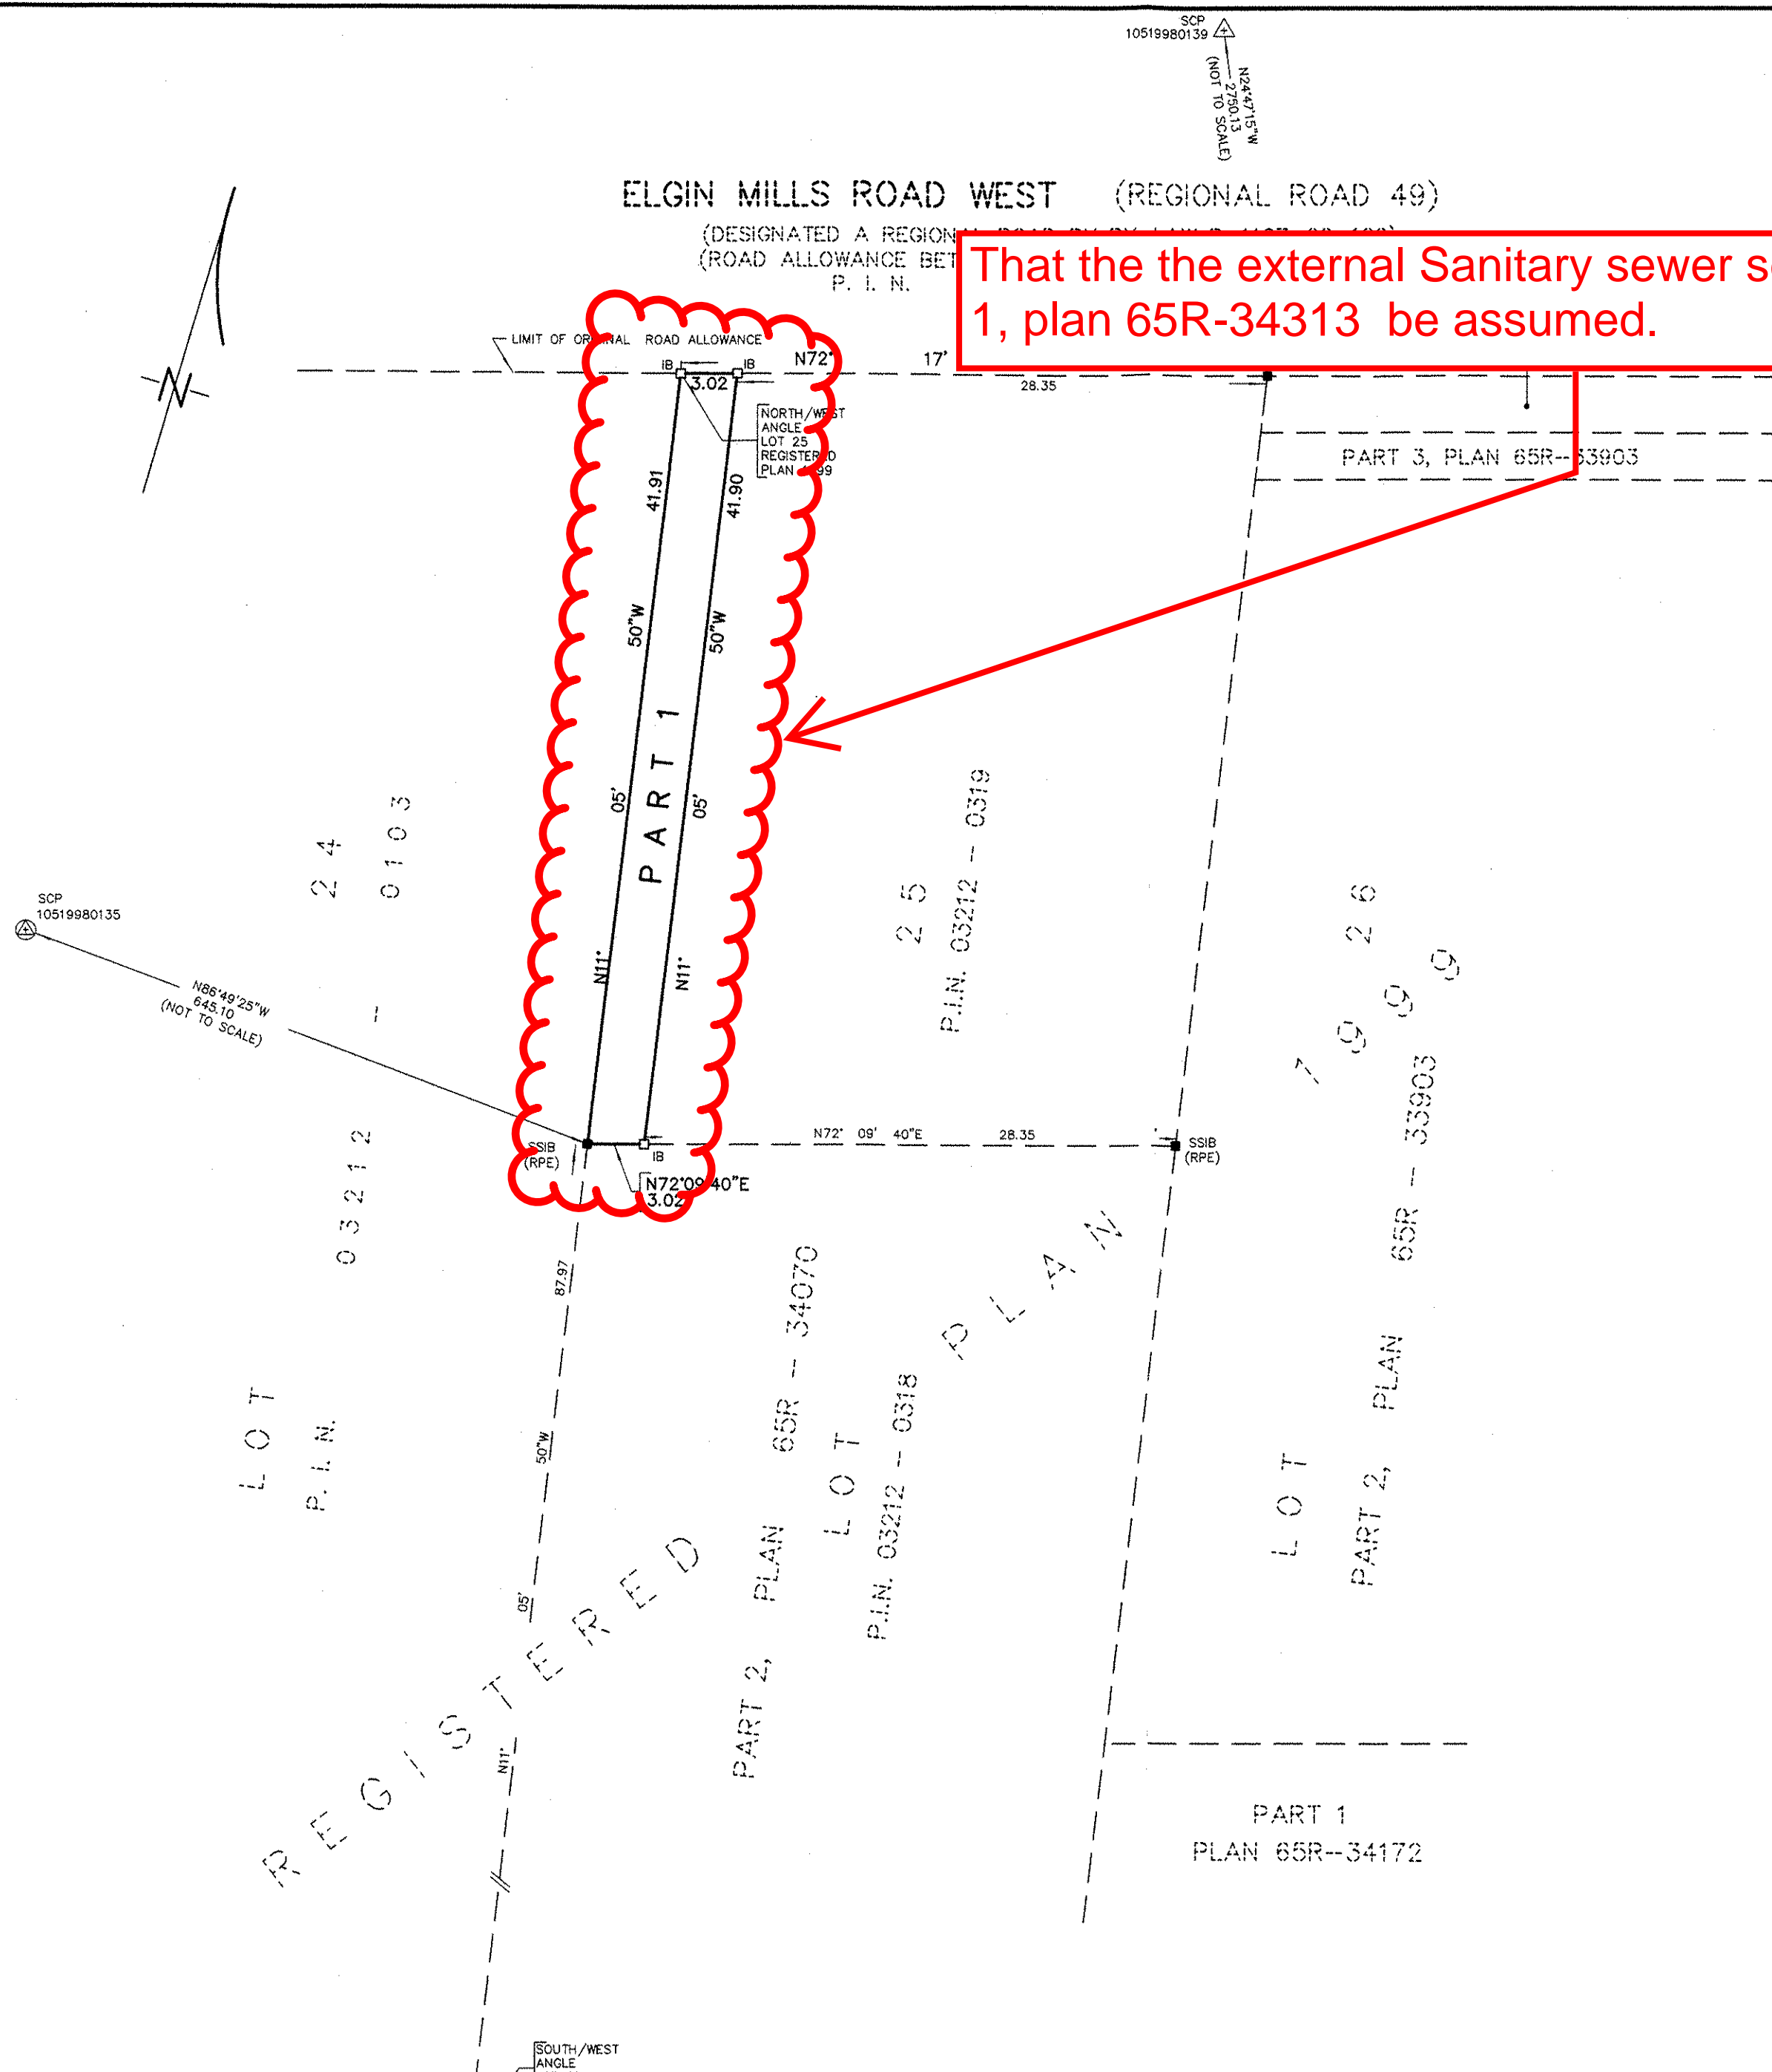 SCP
10519980139
N24°47'15"W
2750.13
(NOT TO SCALE)
ELGIN MILLS ROAD WEST (REGIONAL ROAD 49)
(DESIGNATED A REGION
(ROAD ALLOWANCE BET
P. I. N.
That the the external Sanitary sewer se
1, plan 65R-34313 be assumed.
LIMIT OF ORIGINAL ROAD ALLOWANCE
IB
IB
N72°
17'
3.02
28.35
NORTH/WEST
ANGLE
LOT 25
REGISTERED
PLAN 1999
PART 3, PLAN 65R--33903
N
41.91
50"W
05'
N11°
41.90
50"W
05'
N11°
PART 1
SCP
10519980135
N86°49'25"W
645.10
(NOT TO SCALE)
LOT 24
P.I.N. 03212 - 0103
25
P.I.N. 03212 -- 0319
26
1999
SSIB
(RPE)
IB
N72° 09' 40"E
28.35
SSIB
(RPE)
N72°09'40"E
3.02
87.97
50"W
05'
N11°
REGISTERED PLAN
PART 2, PLAN 65R -- 34070
LOT
P.I.N. 03212 -- 0318
LOT
PART 2, PLAN 65R -- 33903
PART 1
PLAN 65R--34172
SOUTH/WEST
ANGLE